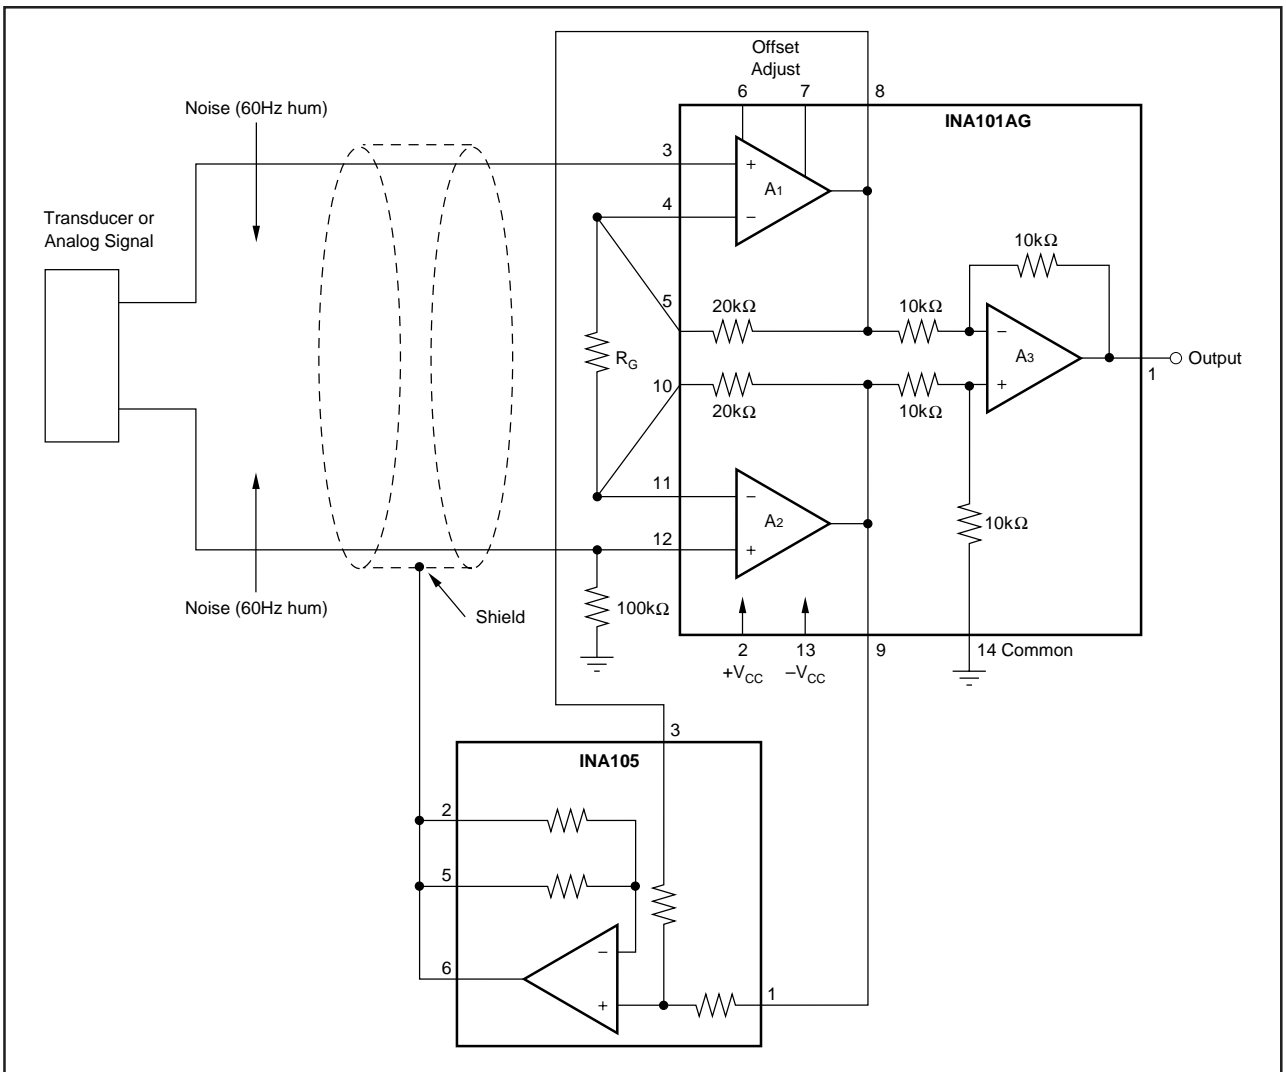 Offset
Adjust
6 7 8
Noise (60Hz hum)
INA101AG
3
+
A1
4
−
Transducer or
Analog Signal
10kΩ
5
20kΩ 10kΩ
−
RG
A3
Output
1
10
+
20kΩ 10kΩ
11
−
A2
10kΩ
12
+
Noise (60Hz hum)
Shield
100kΩ
2 13 9 14 Common
+VCC −VCC
3
INA105
2
5
−
6
+
1